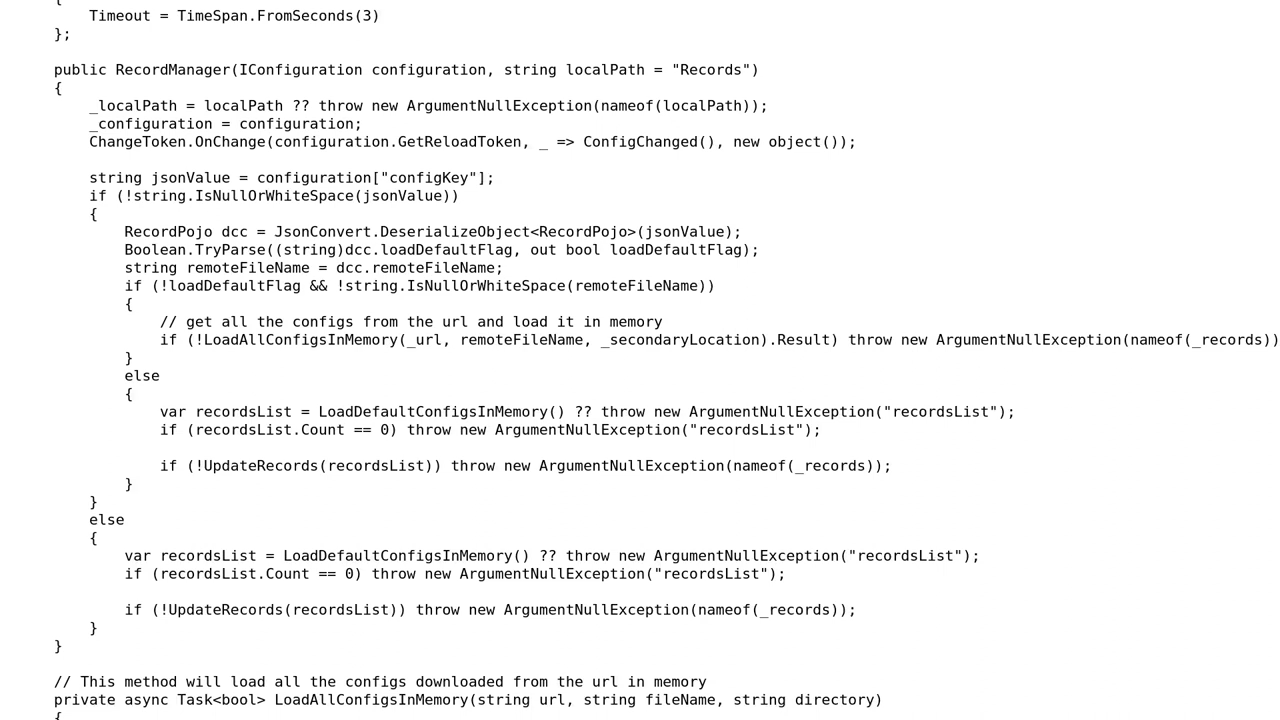 {
Timeout = TimeSpan.FromSeconds(3)
};
public RecordManager(IConfiguration configuration, string localPath = "Records")
{
_localPath = localPath ?? throw new ArgumentNullException(nameof(localPath));
_configuration = configuration;
ChangeToken.OnChange(configuration.GetReloadToken, _ => ConfigChanged(), new object());
string jsonValue = configuration["configKey"];
if (!string.IsNullOrWhiteSpace(jsonValue))
{
RecordPojo dcc = JsonConvert.DeserializeObject<RecordPojo>(jsonValue);
Boolean.TryParse((string)dcc.loadDefaultFlag, out bool loadDefaultFlag);
string remoteFileName = dcc.remoteFileName;
if (!loadDefaultFlag && !string.IsNullOrWhiteSpace(remoteFileName))
{
// get all the configs from the url and load it in memory
if (!LoadAllConfigsInMemory(_url, remoteFileName, _secondaryLocation).Result) throw new ArgumentNullException(nameof(_records))
}
else
{
var recordsList = LoadDefaultConfigsInMemory() ?? throw new ArgumentNullException("recordsList");
if (recordsList.Count == 0) throw new ArgumentNullException("recordsList");
if (!UpdateRecords(recordsList)) throw new ArgumentNullException(nameof(_records));
}
}
else
{
var recordsList = LoadDefaultConfigsInMemory() ?? throw new ArgumentNullException("recordsList");
if (recordsList.Count == 0) throw new ArgumentNullException("recordsList");
if (!UpdateRecords(recordsList)) throw new ArgumentNullException(nameof(_records));
}
}
// This method will load all the configs downloaded from the url in memory
private async Task<bool> LoadAllConfigsInMemory(string url, string fileName, string directory)
{